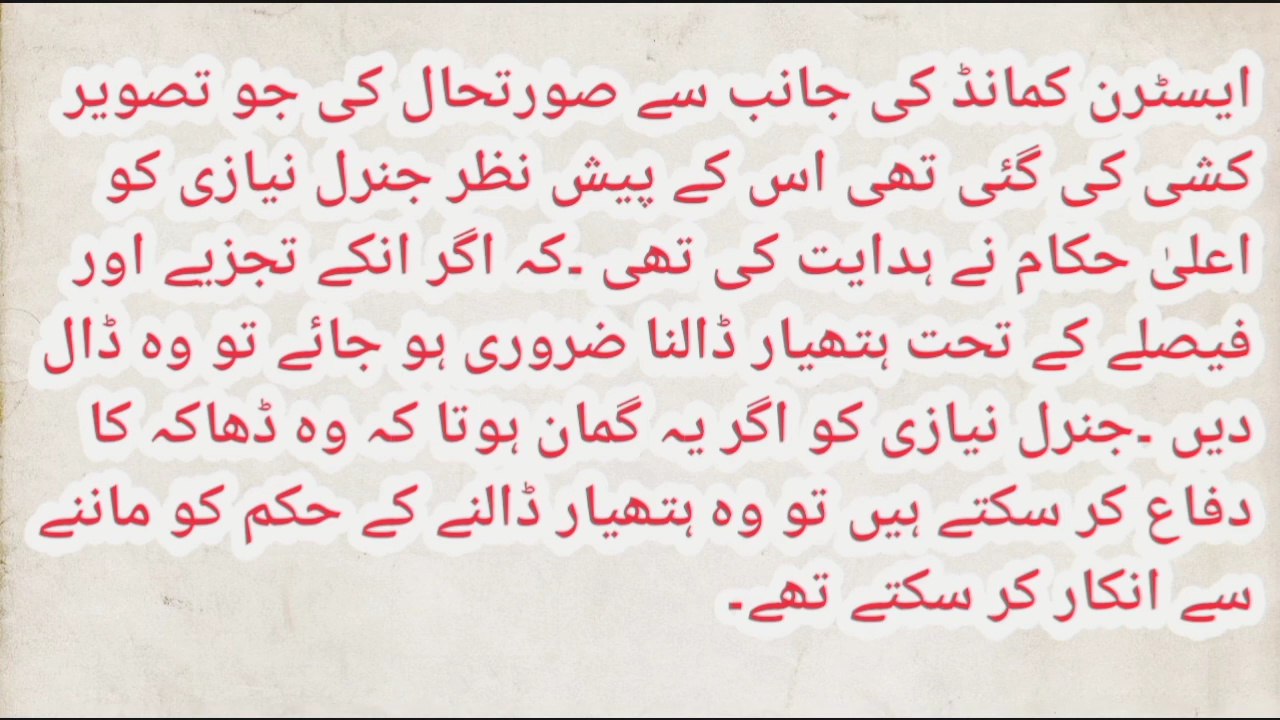 ایسٹرن کمانڈ کی جانب سے صورتحال کی جو تصویر
کشی کی گئی تھی اس کے پیش نظر جنرل نیازی کو
اعلیٰ حکام نے ہدایت کی تھی ۔کہ اگر انکے تجزیے اور
فیصلے کے تحت ہتھیار ڈالنا ضروری ہو جائے تو وہ ڈال
دیں ۔جنرل نیازی کو اگر یہ گمان ہوتا کہ وہ ڈھاکہ کا
دفاع کر سکتے ہیں تو وہ ہتھیار ڈالنے کے حکم کو ماننے
سے انکار کر سکتے تھے۔